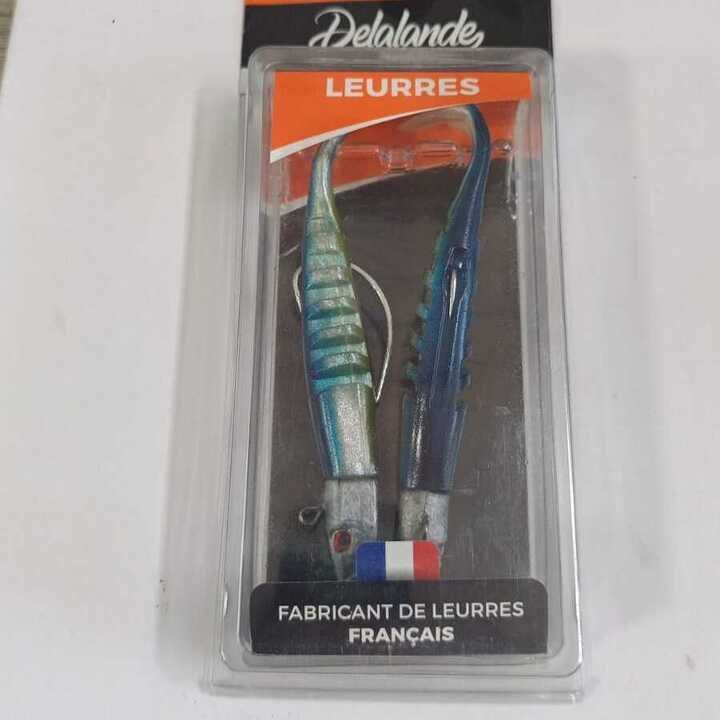 Delalande
LEURRES
FABRICANT DE LEURRES
FRANÇAIS